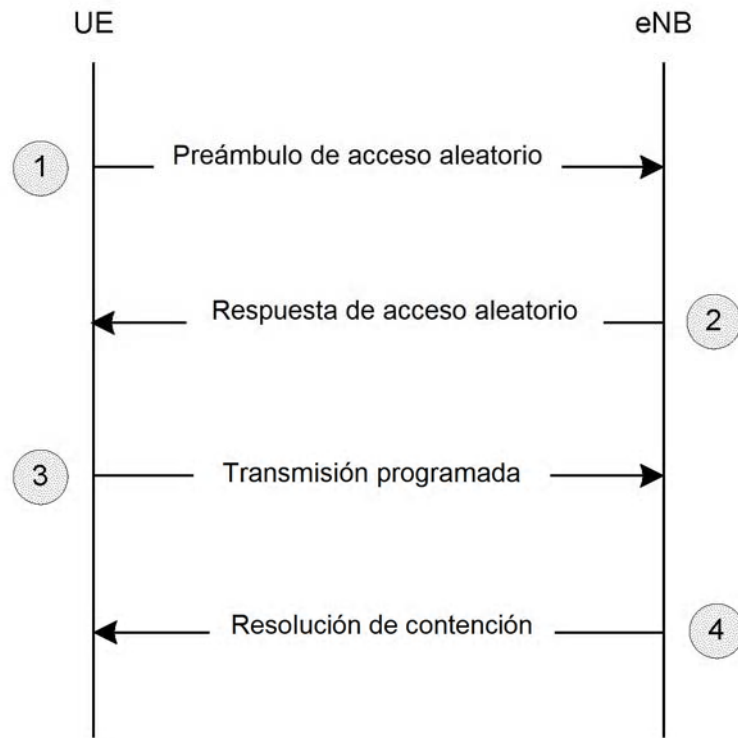 UE
eNB
1
Preámbulo de acceso aleatorio
Respuesta de acceso aleatorio
2
3
Transmisión programada
Resolución de contención
4